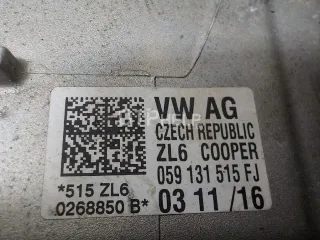 VW AG
CZECH REPUBLIC
ZL6 COOPER
059 131 515 FJ
03 11 /16
*515 ZL6
0268850 B*